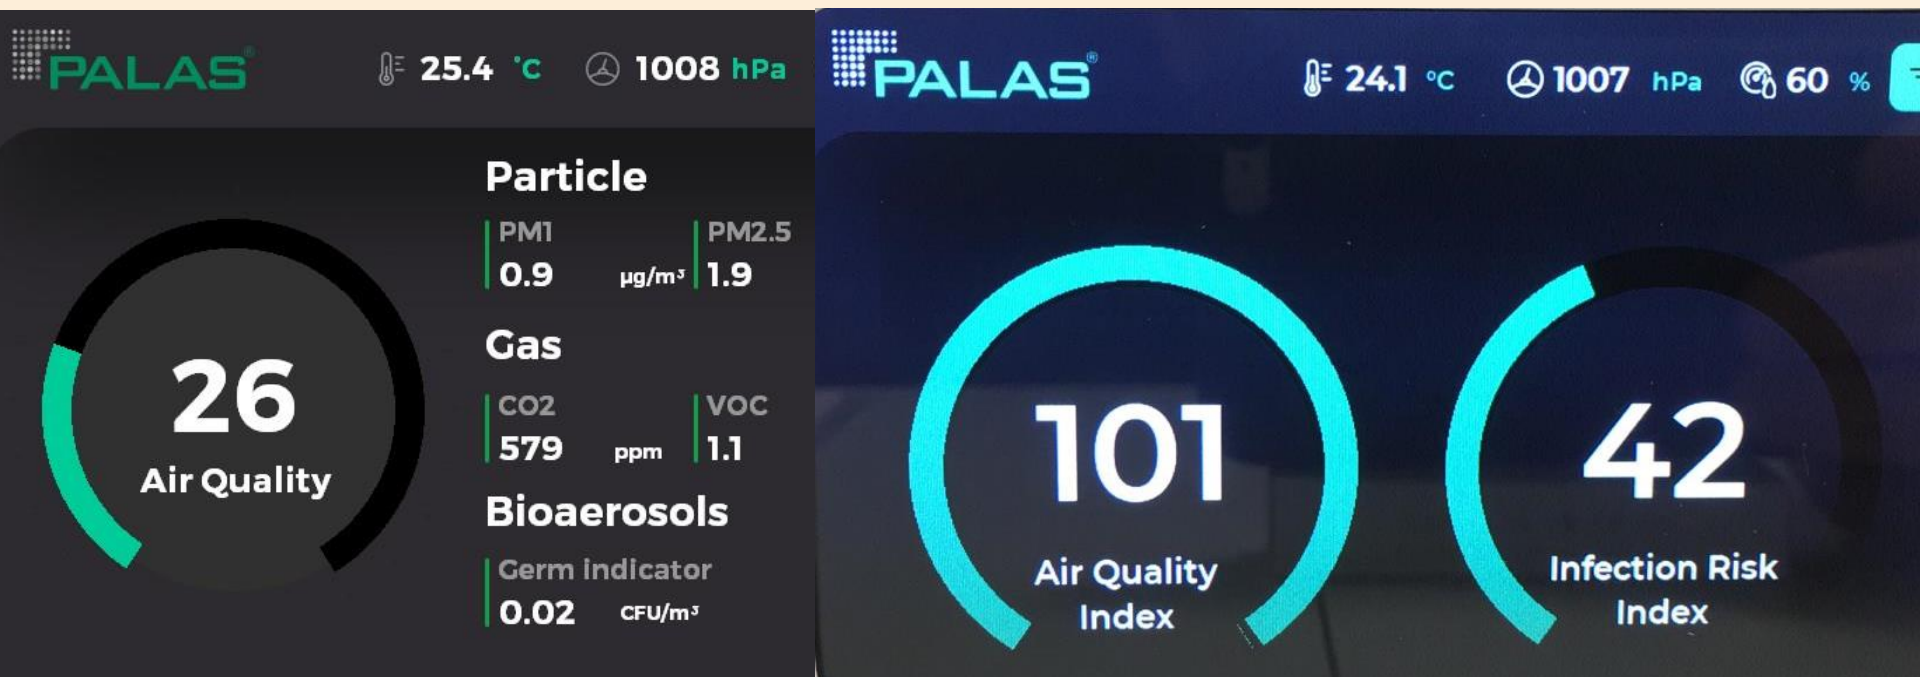 PALAS®
25.4 °C
1008 hPa
Particle
PM1
0.9 µg/m³
PM2.5
1.9
26
Air Quality
Gas
CO2
579 ppm
VOC
1.1
Bioaerosols
Germ indicator
0.02 CFU/m³
PALAS®
24.1 °C
1007 hPa
60 %
101
Air Quality
Index
42
Infection Risk
Index